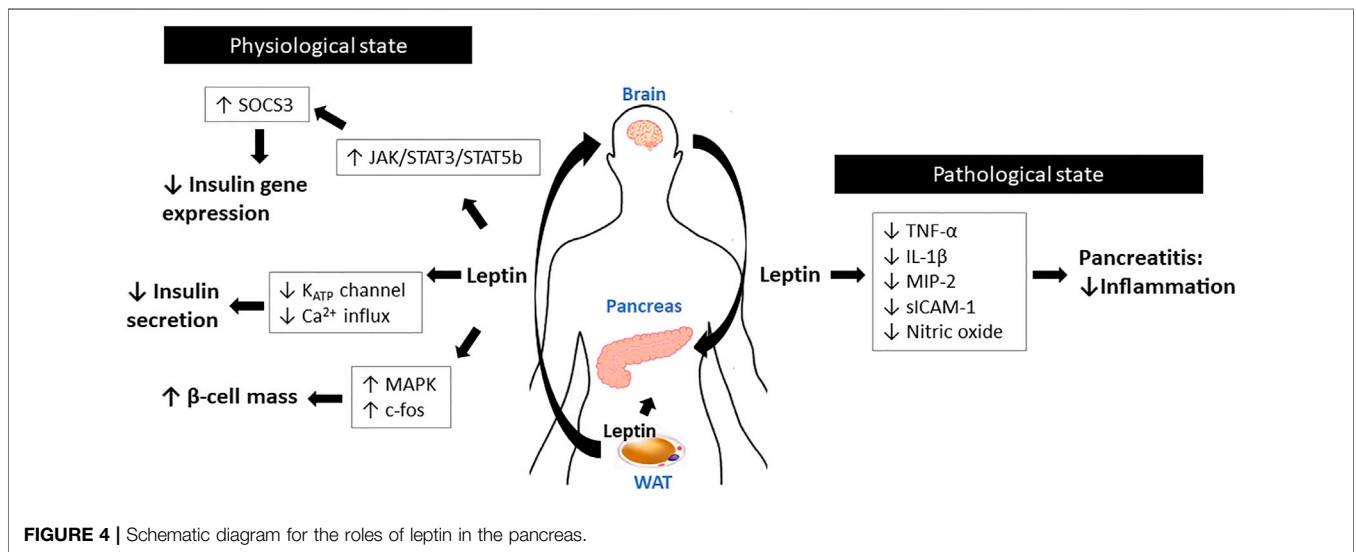 Physiological state
↑ SOCS3
↑ JAK/STAT3/STAT5b
↓ Insulin gene
expression
Leptin
↓ Insulin
secretion
↓ K_ATP channel
↓ Ca²⁺ influx
↑ β-cell mass
↑ MAPK
↑ c-fos
Brain
Pancreas
Leptin
WAT
Pathological state
Leptin
↓ TNF-α
↓ IL-1β
↓ MIP-2
↓ sICAM-1
↓ Nitric oxide
Pancreatitis:
↓Inflammation
FIGURE 4 | Schematic diagram for the roles of leptin in the pancreas.